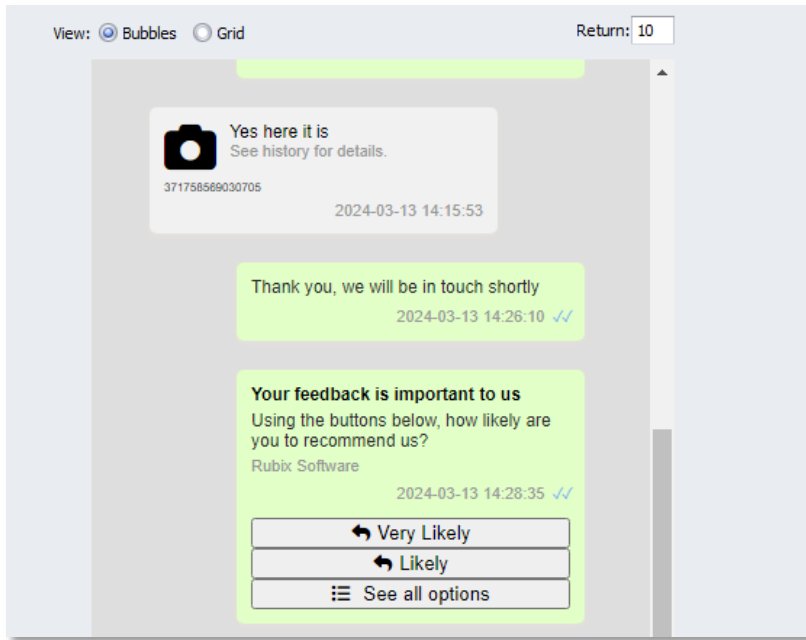 View: Bubbles Grid Return: 10
Yes here it is
See history for details.
371758569030705
2024-03-13 14:15:53
Thank you, we will be in touch shortly
2024-03-13 14:26:10
Your feedback is important to us
Using the buttons below, how likely are
you to recommend us?
Rubix Software
2024-03-13 14:28:35
Very Likely
Likely
See all options